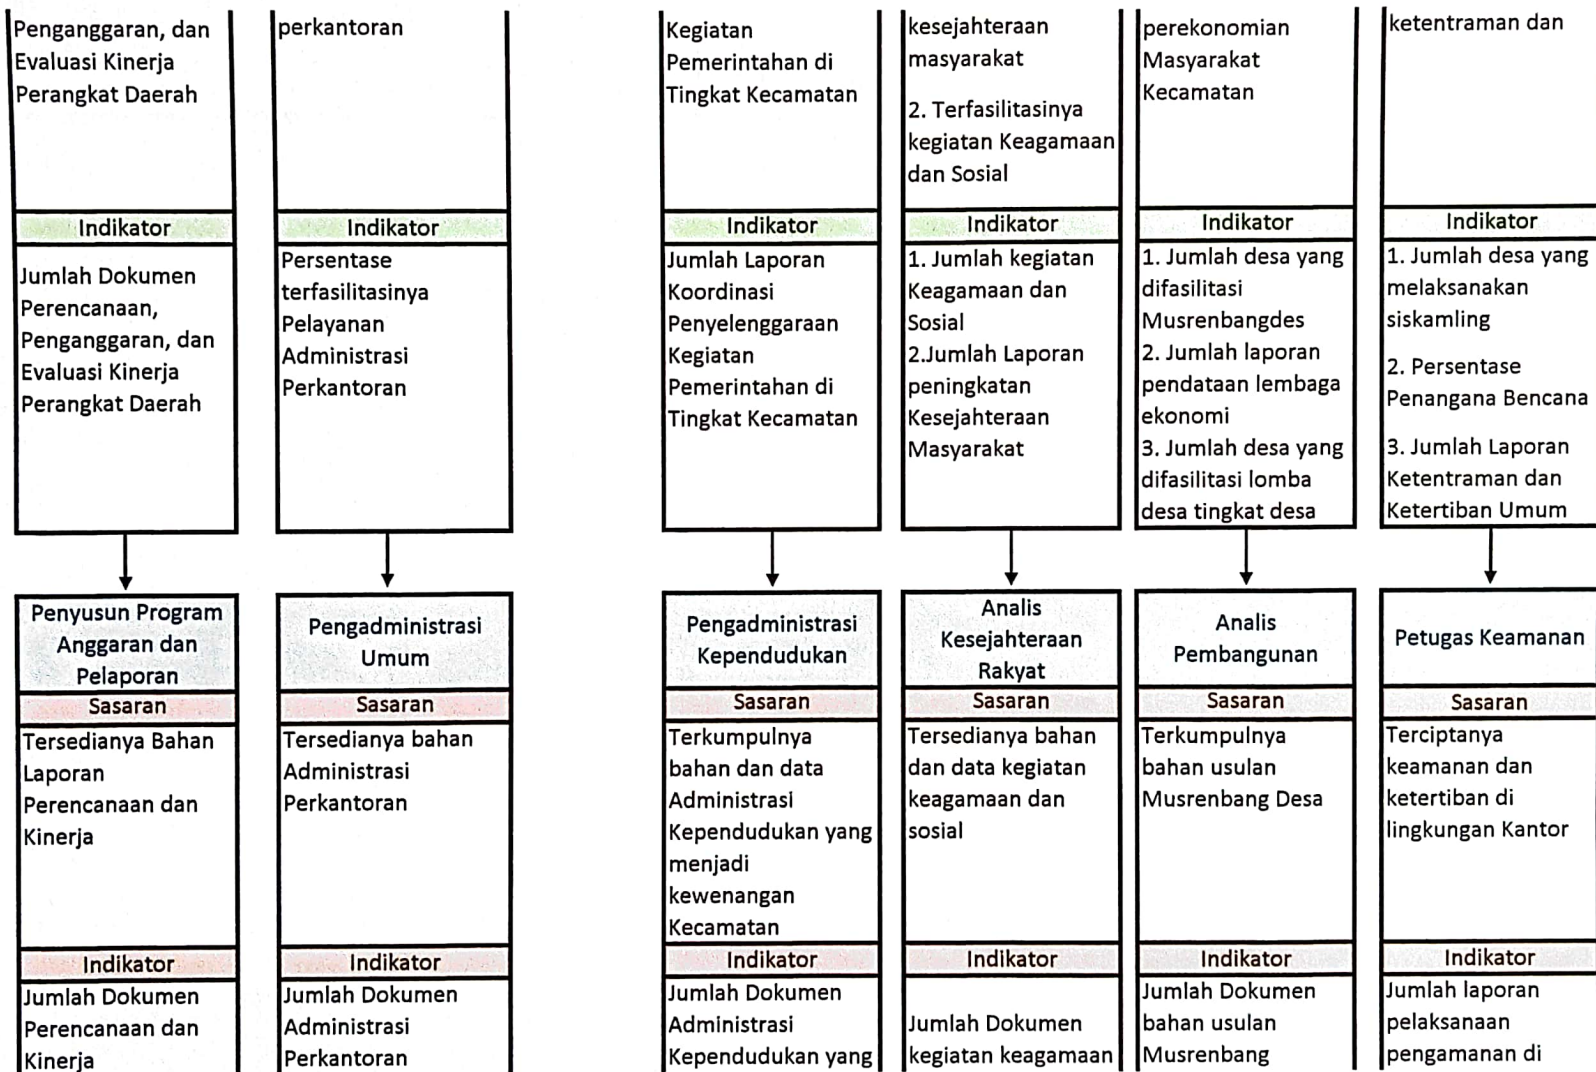 Penganggaran, dan
Evaluasi Kinerja
Perangkat Daerah
Indikator
Jumlah Dokumen
Perencanaan,
Penganggaran, dan
Evaluasi Kinerja
Perangkat Daerah
Penyusun Program
Anggaran dan
Pelaporan
Sasaran
Tersedianya Bahan
Laporan
Perencanaan dan
Kinerja
Indikator
Jumlah Dokumen
Perencanaan dan
Kinerja
perkantoran
Indikator
Persentase
terfasilitasinya
Pelayanan
Administrasi
Perkantoran
Pengadministrasi
Umum
Sasaran
Tersedianya bahan
Administrasi
Perkantoran
Indikator
Jumlah Dokumen
Administrasi
Perkantoran
Kegiatan
Pemerintahan di
Tingkat Kecamatan
Indikator
Jumlah Laporan
Koordinasi
Penyelenggaraan
Kegiatan
Pemerintahan di
Tingkat Kecamatan
Pengadministrasi
Kependudukan
Sasaran
Terkumpulnya
bahan dan data
Administrasi
Kependudukan yang
menjadi
kewenangan
Kecamatan
Indikator
Jumlah Dokumen
Administrasi
Kependudukan yang
kesejahteraan
masyarakat
2. Terfasilitasinya
kegiatan Keagamaan
dan Sosial
Indikator
1. Jumlah kegiatan
Keagamaan dan
Sosial
2.Jumlah Laporan
peningkatan
Kesejahteraan
Masyarakat
Analis
Kesejahteraan
Rakyat
Sasaran
Tersedianya bahan
dan data kegiatan
keagamaan dan
sosial
Indikator
Jumlah Dokumen
kegiatan keagamaan
perekonomian
Masyarakat
Kecamatan
Indikator
1. Jumlah desa yang
difasilitasi
Musrenbangdes
2. Jumlah laporan
pendataan lembaga
ekonomi
3. Jumlah desa yang
difasilitasi lomba
desa tingkat desa
Analis
Pembangunan
Sasaran
Terkumpulnya
bahan usulan
Musrenbang Desa
Indikator
Jumlah Dokumen
bahan usulan
Musrenbang
ketentraman dan
Indikator
1. Jumlah desa yang
melaksanakan
siskamling
2. Persentase
Penangana Bencana
3. Jumlah Laporan
Ketentraman dan
Ketertiban Umum
Petugas Keamanan
Sasaran
Terciptanya
keamanan dan
ketertiban di
lingkungan Kantor
Indikator
Jumlah laporan
pelaksanaan
pengamanan di